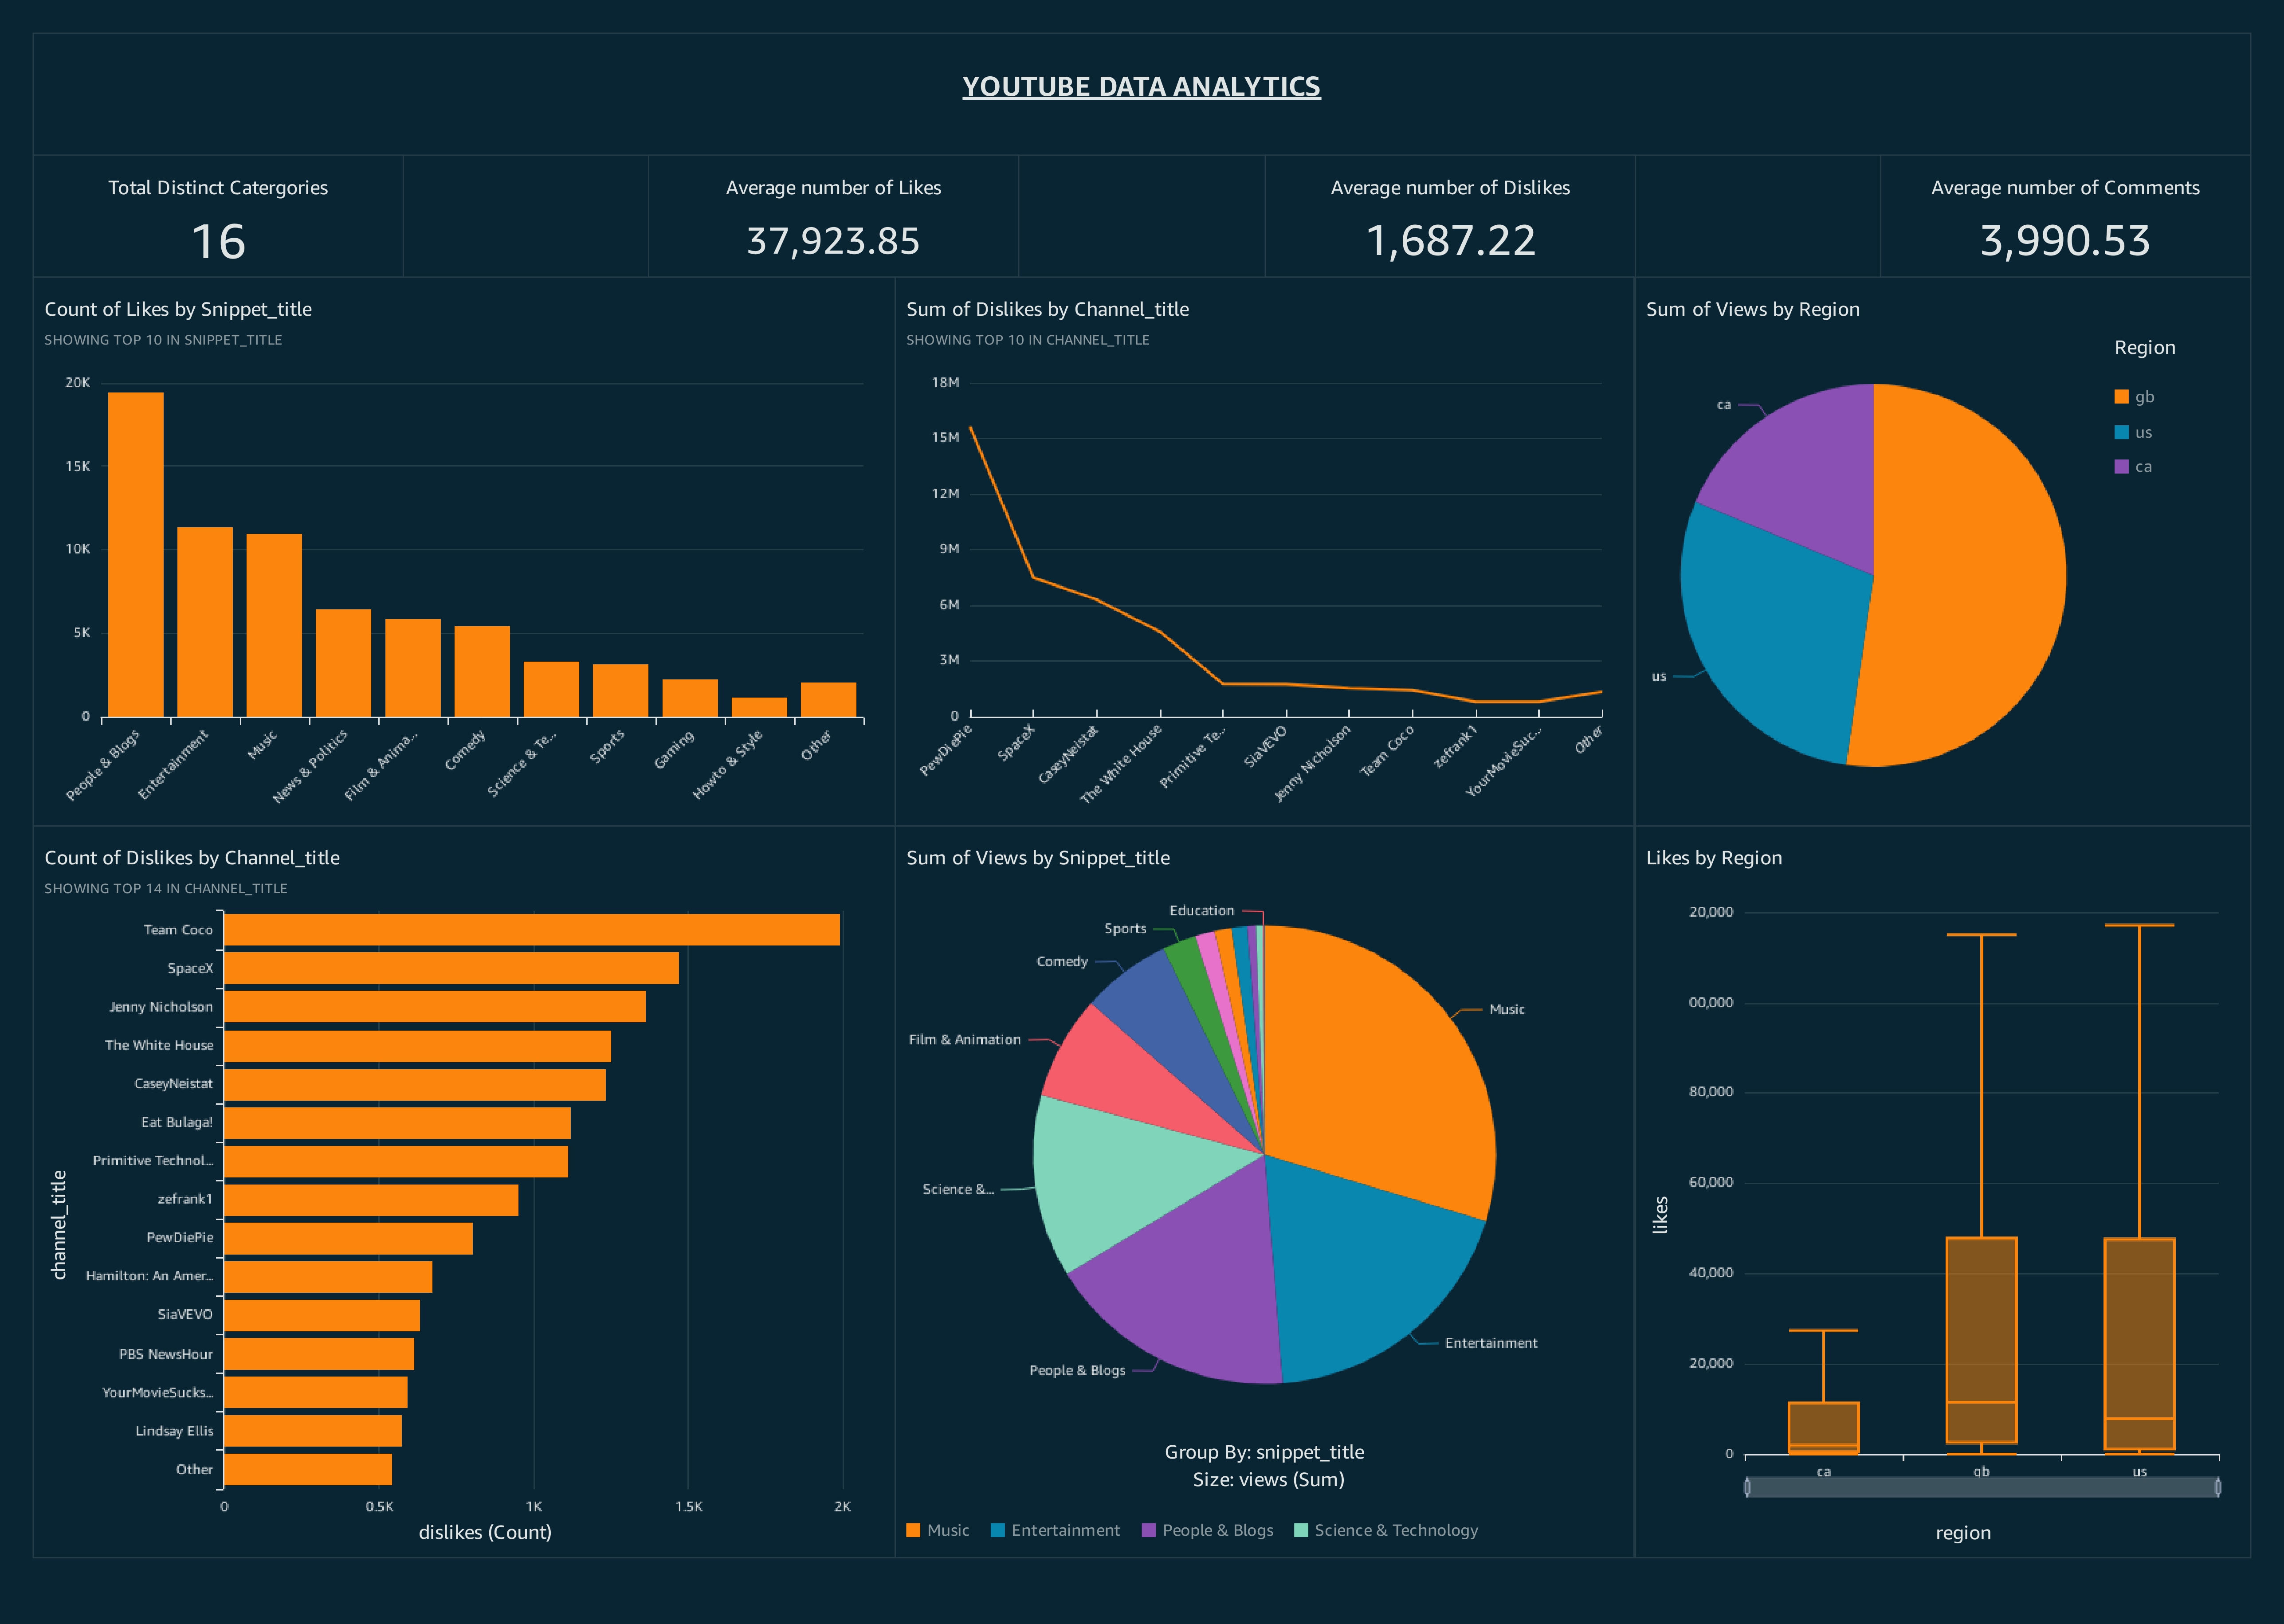 YOUTUBE DATA ANALYTICS
Total Distinct Catergories
16
Average number of Likes
37,923.85
Average number of Dislikes
1,687.22
Average number of Comments
3,990.53
Count of Likes by Snippet_title
SHOWING TOP 10 IN SNIPPET_TITLE
20K
15K
10K
5K
0
People & Blogs
Entertainment
Music
News & Politics
Film & Anima...
Comedy
Science & Te...
Sports
Gaming
Howto & Style
Other
Sum of Dislikes by Channel_title
SHOWING TOP 10 IN CHANNEL_TITLE
18M
15M
12M
9M
6M
3M
0
PewDiePie
SpaceX
CaseyNeistat
The White House
Primitive Te...
SiaVEVO
Jenny Nicholson
Team Coco
zefrank1
YourMovieSuc...
Other
Sum of Views by Region
Region
gb
us
ca
ca
us
Count of Dislikes by Channel_title
SHOWING TOP 14 IN CHANNEL_TITLE
channel_title
Team Coco
SpaceX
Jenny Nicholson
The White House
CaseyNeistat
Eat Bulaga!
Primitive Technol...
zefrank1
PewDiePie
Hamilton: An Amer...
SiaVEVO
PBS NewsHour
YourMovieSucks...
Lindsay Ellis
Other
0
0.5K
1K
1.5K
2K
dislikes (Count)
Sum of Views by Snippet_title
Education
Sports
Comedy
Film & Animation
Science &...
People & Blogs
Music
Entertainment
Group By: snippet_title
Size: views (Sum)
Music
Entertainment
People & Blogs
Science & Technology
Likes by Region
likes
20,000
00,000
80,000
60,000
40,000
20,000
0
ca
gb
us
region